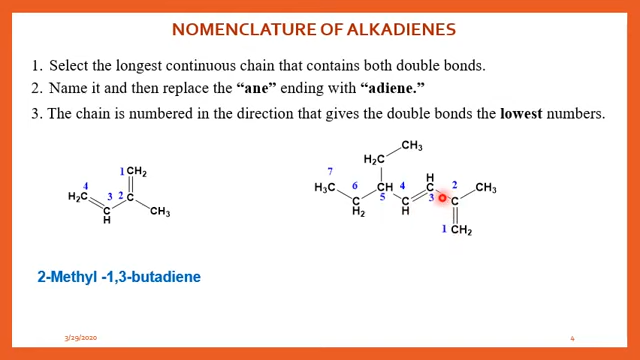 NOMENCLATURE OF ALKADIENES
1. Select the longest continuous chain that contains both double bonds.
2. Name it and then replace the “ane” ending with “adiene.”
3. The chain is numbered in the direction that gives the double bonds the lowest numbers.
1 CH2
4
H2C 3 2 C
C
H
CH3
CH3
H2C
7 6 CH 4 H 2 CH3
H3C C 5 C C 3 C
H2 H
1 CH2
2-Methyl -1,3-butadiene
3/29/2020
4